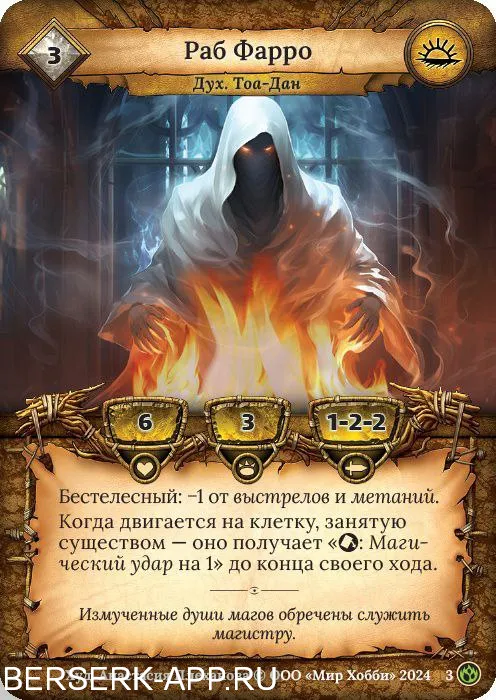 3
Раб Фарро
Дух. Тоа-Дан
6
3
1-2-2
Бестелесный: −1 от выстрелов и метаний.
Когда двигается на клетку, занятую
существом — оно получает «: Маги-
ческий удар на 1» до конца своего хода.
Измученные души магов обречены служить
магистру.
© ООО «Мир Хобби» 2024 3
BERSERK-APP.RU